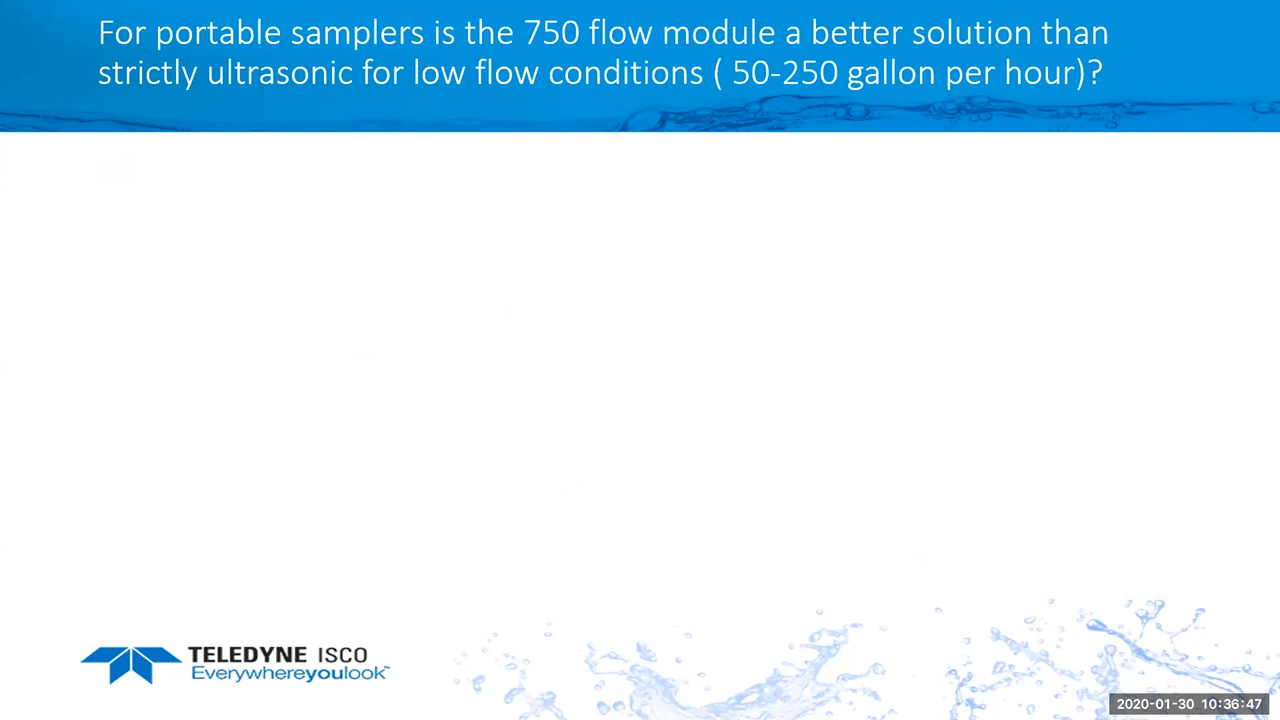 For portable samplers is the 750 flow module a better solution than
strictly ultrasonic for low flow conditions ( 50-250 gallon per hour)?
TELEDYNE ISCO
Everywhereyoulook™
2020-01-30 10:36:47